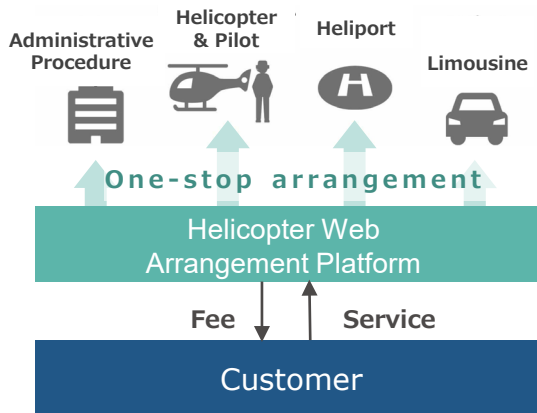 Administrative
Procedure
Helicopter
& Pilot
Heliport
Limousine
H
One-stop arrangement
Helicopter Web
Arrangement Platform
Fee
Service
Customer